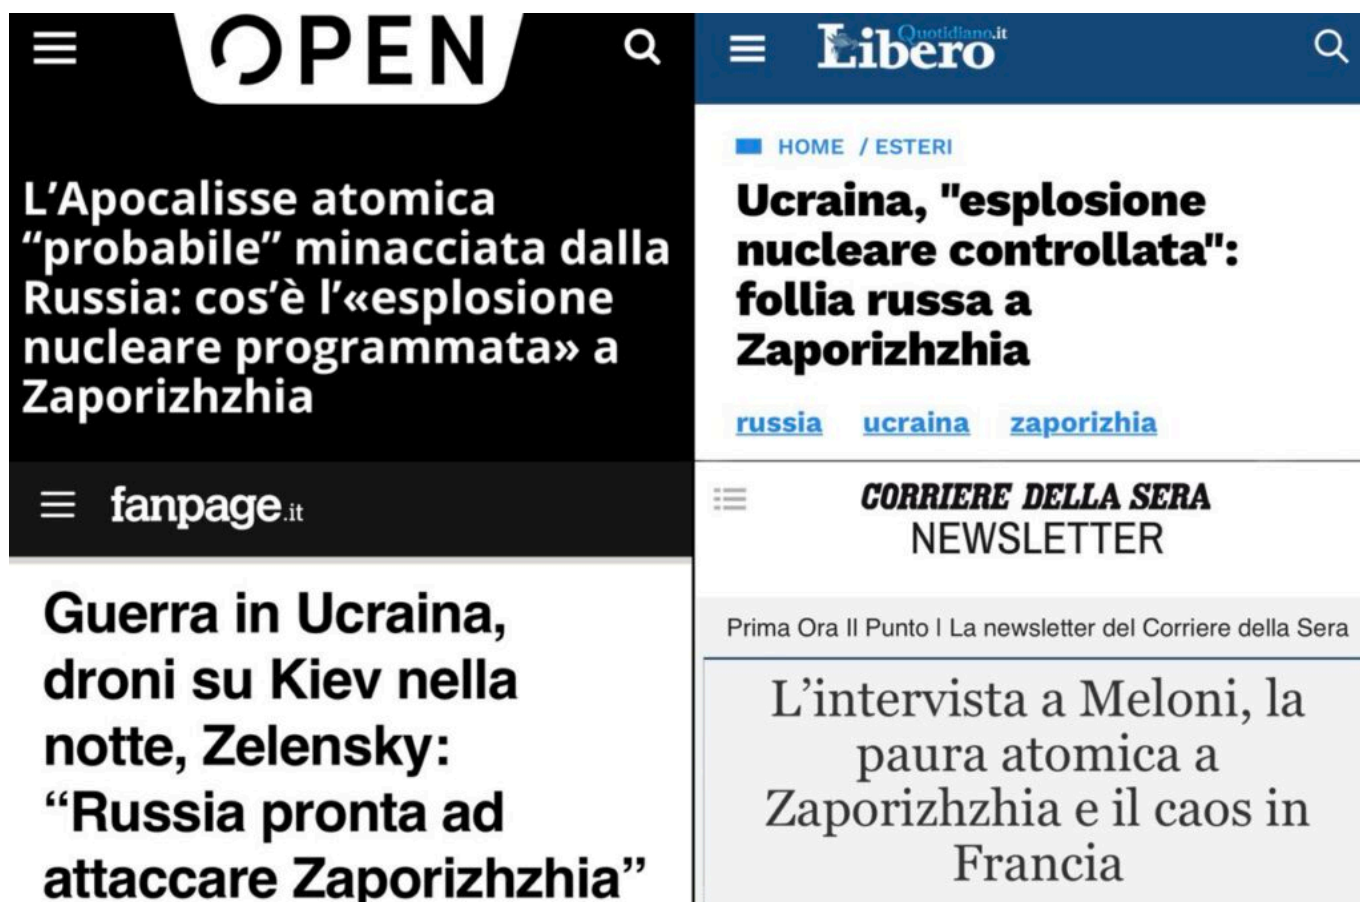 OPEN
L'Apocalisse atomica
“probabile” minacciata dalla
Russia: cos'è l'«esplosione
nucleare programmata» a
Zaporizhzhia
Quotidiano.it
Libero
HOME / ESTERI
Ucraina, "esplosione
nucleare controllata":
follia russa a
Zaporizhzhia
russia ucraina zaporizhia
fanpage.it
Guerra in Ucraina,
droni su Kiev nella
notte, Zelensky:
“Russia pronta ad
attaccare Zaporizhzhia”
CORRIERE DELLA SERA
NEWSLETTER
Prima Ora Il Punto | La newsletter del Corriere della Sera
L'intervista a Meloni, la
paura atomica a
Zaporizhzhia e il caos in
Francia